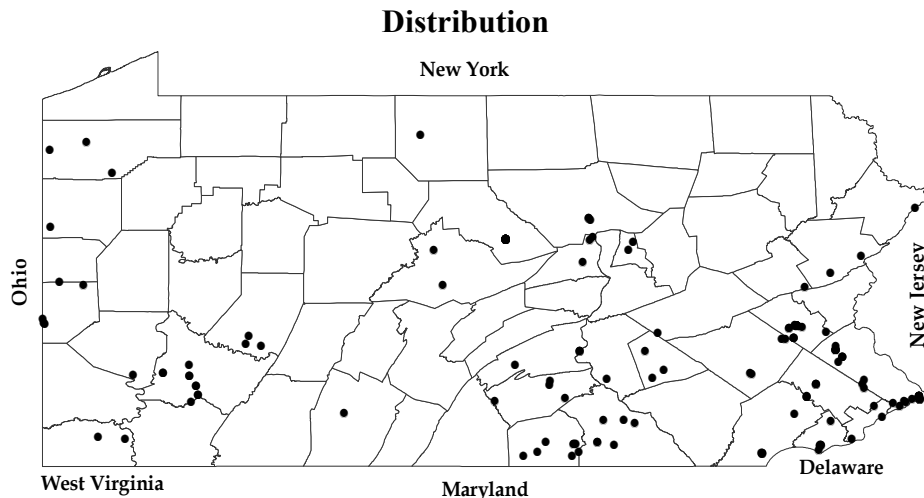 Distribution
New York
Ohio
New Jersey
West Virginia
Maryland
Delaware